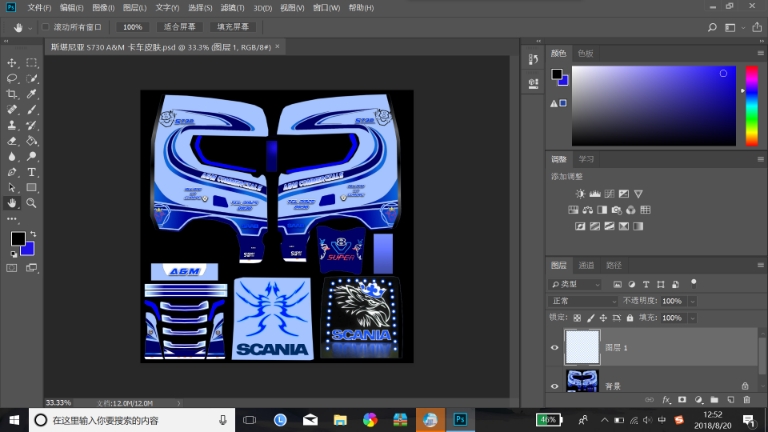 文件(F) 编辑(E) 图像(I) 图层(L) 文字(Y) 选择(S) 滤镜(T) 3D(D) 视图(V) 窗口(W) 帮助(H)
滚动所有窗口 100% 适合屏幕 填充屏幕
斯堪尼亚 S730 A&M 卡车皮肤.psd @ 33.3% (图层 1, RGB/8#)
颜色 色板
S730 S730
A&M COMMERCIALS A&M COMMERCIALS
调整 学习
添加调整
SUPER
A&M
SCANIA
SCANIA
图层 通道 路径
类型
正常 不透明度: 100%
锁定: 填充: 100%
图层 1
背景
33.33% 文档:12.0M/12.0M
在这里输入你要搜索的内容
Ps
46%
中
12:52
2018/8/20